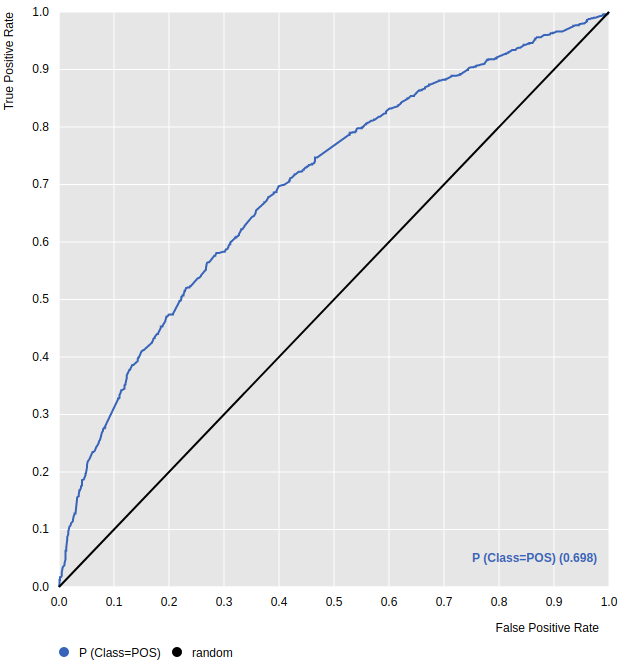 True Positive Rate
1.0
0.9
0.8
0.7
0.6
0.5
0.4
0.3
0.2
0.1
0.0
P (Class=POS) (0.698)
0.0 0.1 0.2 0.3 0.4 0.5 0.6 0.7 0.8 0.9 1.0
False Positive Rate
P (Class=POS) random